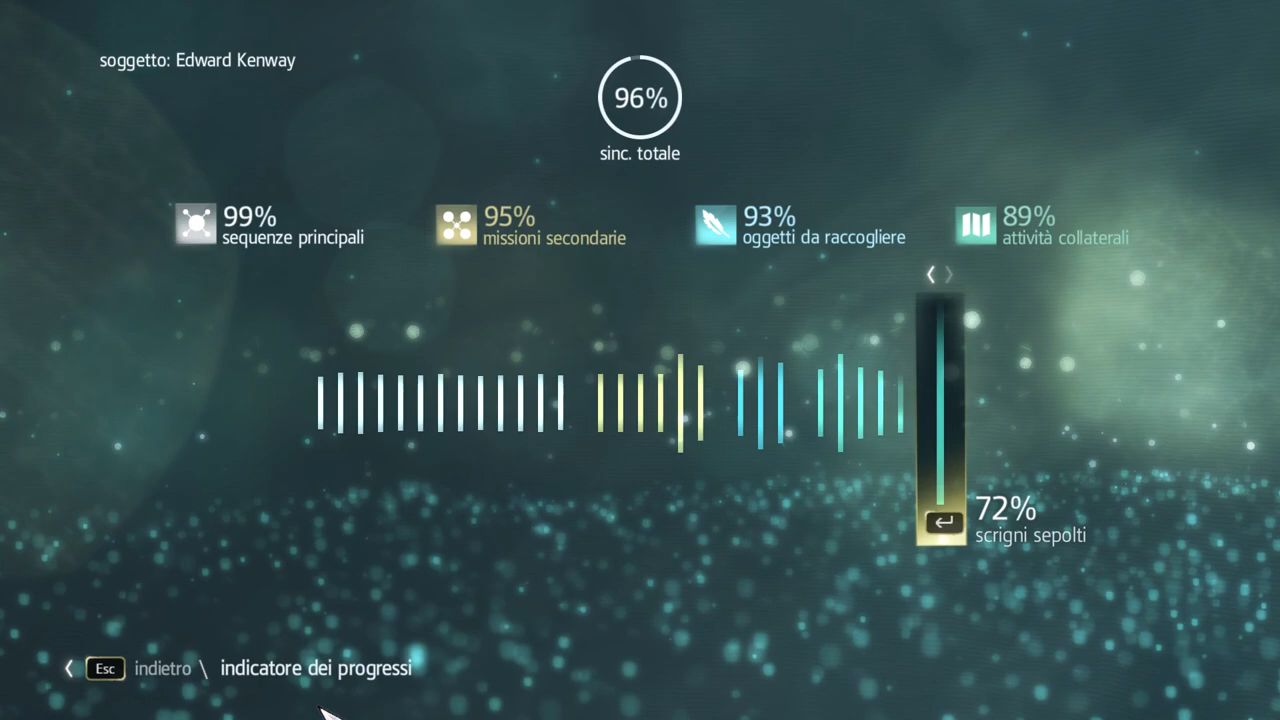 soggetto: Edward Kenway
96%
sinc. totale
99%
sequenze principali
95%
missioni secondarie
93%
oggetti da raccogliere
89%
attività collaterali
72%
scrigni sepolti
Esc indietro \ indicatore dei progressi